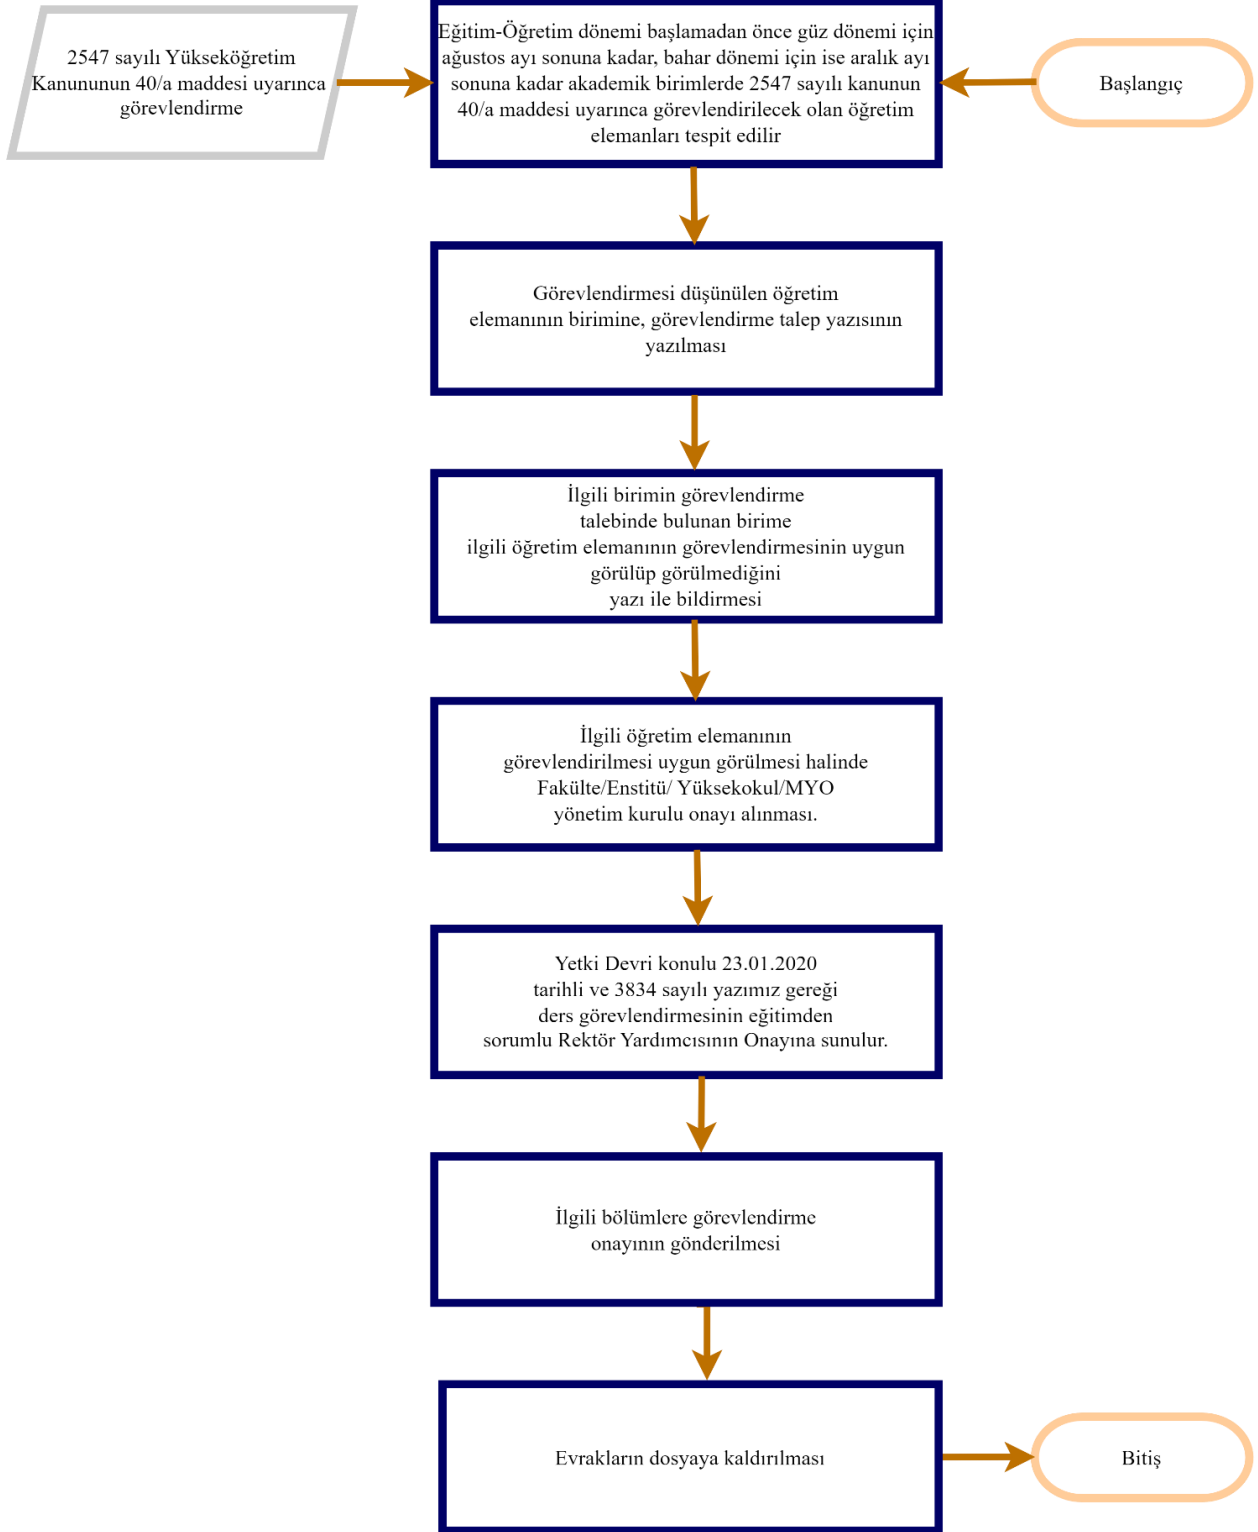 2547 sayılı Yükseköğretim
Kanununun 40/a maddesi uyarınca
görevlendirme
Eğitim-Öğretim dönemi başlamadan önce güz dönemi için
ağustos ayı sonuna kadar, bahar dönemi için ise aralık ayı
sonuna kadar akademik birimlerde 2547 sayılı kanunun
40/a maddesi uyarınca görevlendirilecek olan öğretim
elemanları tespit edilir
Başlangıç
Görevlendirmesi düşünülen öğretim
elemanının birimine, görevlendirme talep yazısının
yazılması
İlgili birimin görevlendirme
talebinde bulunan birime
ilgili öğretim elemanının görevlendirmesinin uygun
görülüp görülmediğini
yazı ile bildirmesi
İlgili öğretim elemanının
görevlendirilmesi uygun görülmesi halinde
Fakülte/Enstitü/ Yüksekokul/MYO
yönetim kurulu onayı alınması.
Yetki Devri konulu 23.01.2020
tarihli ve 3834 sayılı yazımız gereği
ders görevlendirmesinin eğitimden
sorumlu Rektör Yardımcısının Onayına sunulur.
İlgili bölümlere görevlendirme
onayının gönderilmesi
Evrakların dosyaya kaldırılması
Bitiş